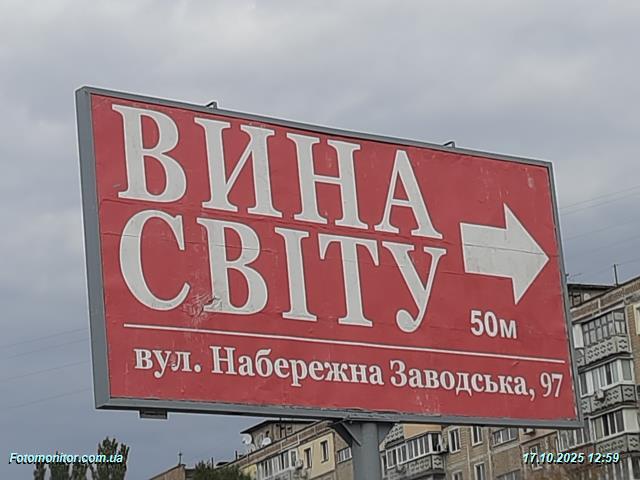 ВИНА
СВІТУ
50м
вул. Набережна Заводська, 97
Fotomonitor.com.ua
17.10.2025 12:59